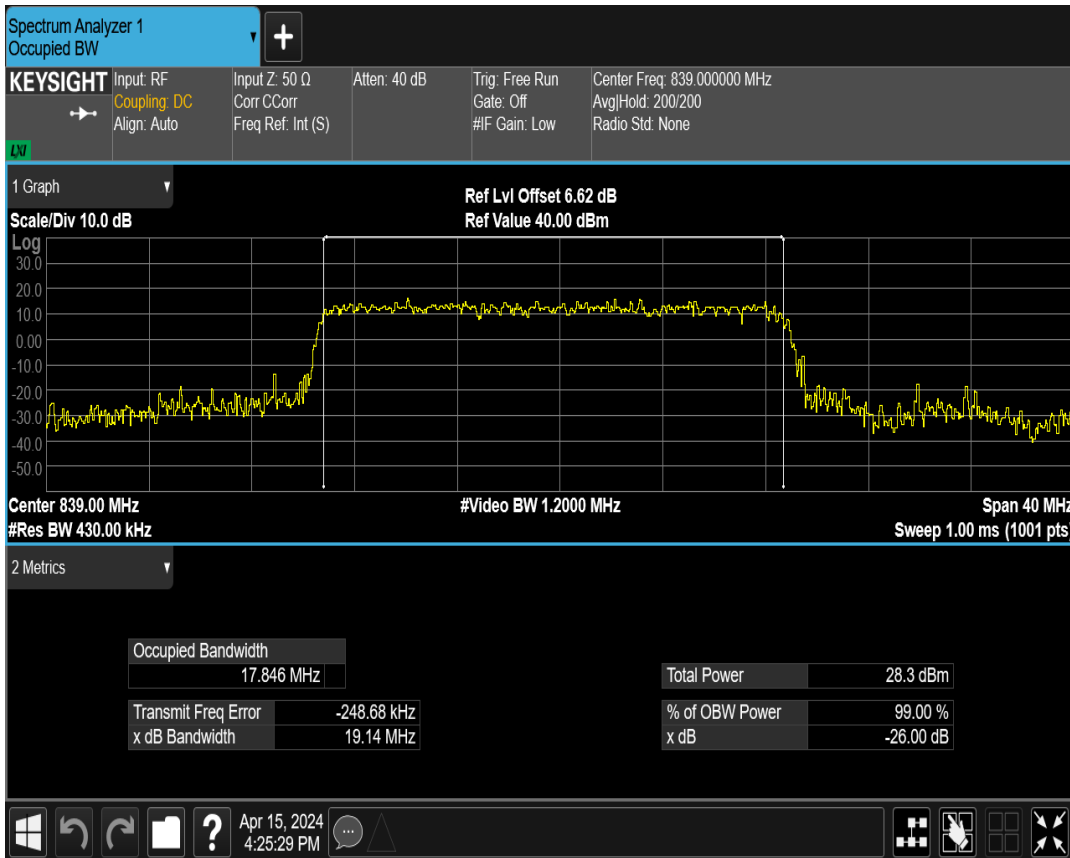 Spectrum Analyzer 1
Occupied BW
+
KEYSIGHT
LXI
Input: RF
Coupling: DC
Align: Auto
Input Z: 50 Ω
Corr CCorr
Freq Ref: Int (S)
Atten: 40 dB
Trig: Free Run
Gate: Off
#IF Gain: Low
Center Freq: 839.000000 MHz
Avg|Hold: 200/200
Radio Std: None
1 Graph
Scale/Div 10.0 dB
Ref Lvl Offset 6.62 dB
Ref Value 40.00 dBm
Log
30.0
20.0
10.0
0.00
-10.0
-20.0
-30.0
-40.0
-50.0
Center 839.00 MHz
#Video BW 1.2000 MHz
Span 40 MHz
#Res BW 430.00 kHz
Sweep 1.00 ms (1001 pts)
2 Metrics
Occupied Bandwidth
17.846 MHz
Transmit Freq Error -248.68 kHz
x dB Bandwidth 19.14 MHz
Total Power 28.3 dBm
% of OBW Power 99.00 %
x dB -26.00 dB
?
Apr 15, 2024
4:25:29 PM